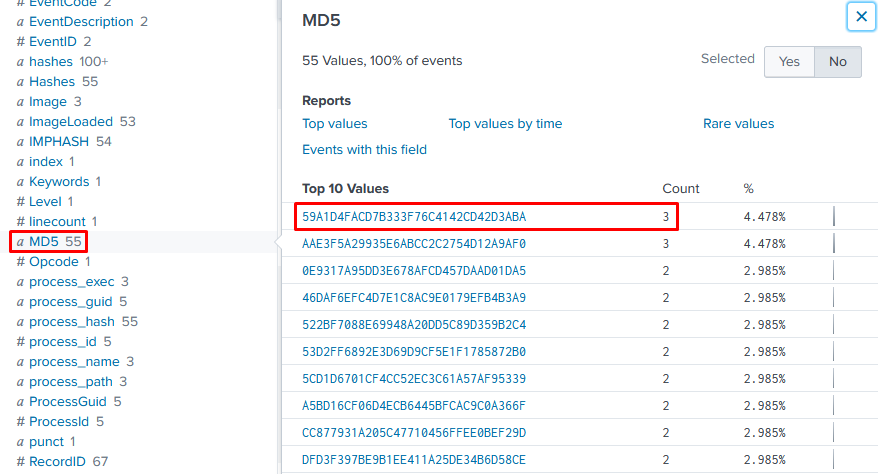 # EventCode 2
a EventDescription 2
# EventID 2
a hashes 100+
a Hashes 55
a Image 3
a ImageLoaded 53
a IMPHASH 54
a index 1
a Keywords 1
# Level 1
# linecount 1
a MD5 55
# Opcode 1
a process_exec 3
a process_guid 5
a process_hash 55
# process_id 5
a process_name 3
a process_path 3
a ProcessGuid 5
# ProcessId 5
a punct 1
# RecordID 67
MD5
55 Values, 100% of events
Selected Yes No
Reports
Top values Top values by time Rare values
Events with this field
Top 10 Values Count %
59A1D4FACD7B333F76C4142CD42D3ABA 3 4.478%
AAE3F5A29935E6ABCC2C2754D12A9AF0 3 4.478%
0E9317A95DD3E678AFCD457DAAD01DA5 2 2.985%
46DAF6EFC4D7E1C8AC9E0179EFB4B3A9 2 2.985%
522BF7088E69948A20DD5C89D359B2C4 2 2.985%
53D2FF6892E3D69D9CF5E1F1785872B0 2 2.985%
5CD1D6701CF4CC52EC3C61A57AF95339 2 2.985%
A5BD16CF06D4ECB6445BFCAC9C0A366F 2 2.985%
CC877931A205C47710456FFEE0BEF29D 2 2.985%
DFD3F397BE9B1EE411A25DE34B6D58CE 2 2.985%